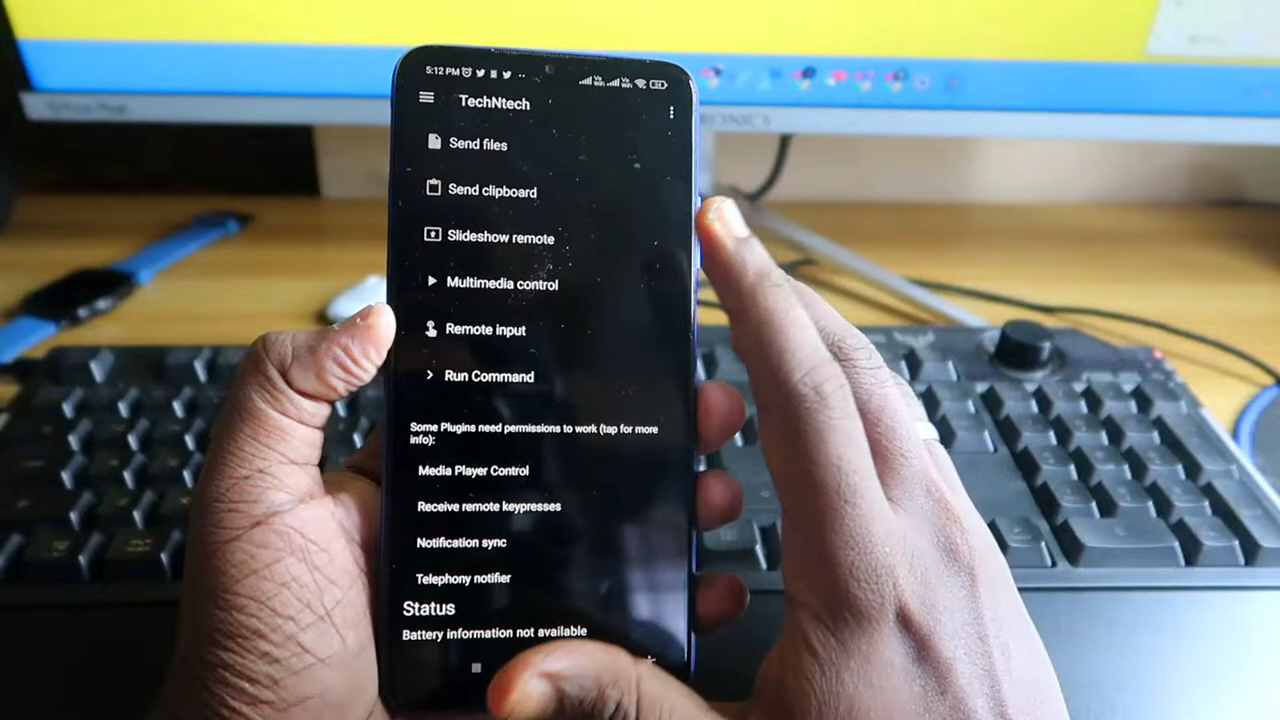 5:12 PM
TechNtech
Send files
Send clipboard
Slideshow remote
Multimedia control
Remote input
Run Command
Some Plugins need permissions to work (tap for more
info):
Media Player Control
Receive remote keypresses
Notification sync
Telephony notifier
Status
Battery information not available